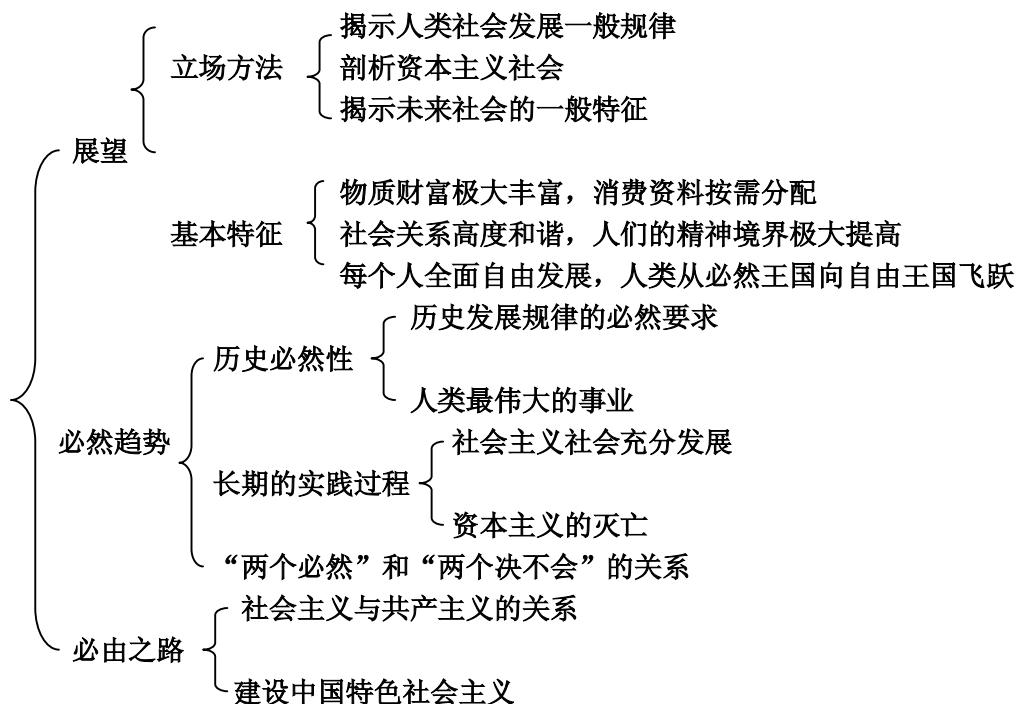 揭示人类社会发展一般规律
立场方法
剖析资本主义社会
揭示未来社会的一般特征
展望
物质财富极大丰富，消费资料按需分配
基本特征
社会关系高度和谐，人们的精神境界极大提高
每个人全面自由发展，人类从必然王国向自由王国飞跃
历史发展规律的必然要求
历史必然性
人类最伟大的事业
必然趋势
社会主义社会充分发展
长期的实践过程
资本主义的灭亡
“两个必然”和“两个决不会”的关系
社会主义与共产主义的关系
必由之路
建设中国特色社会主义